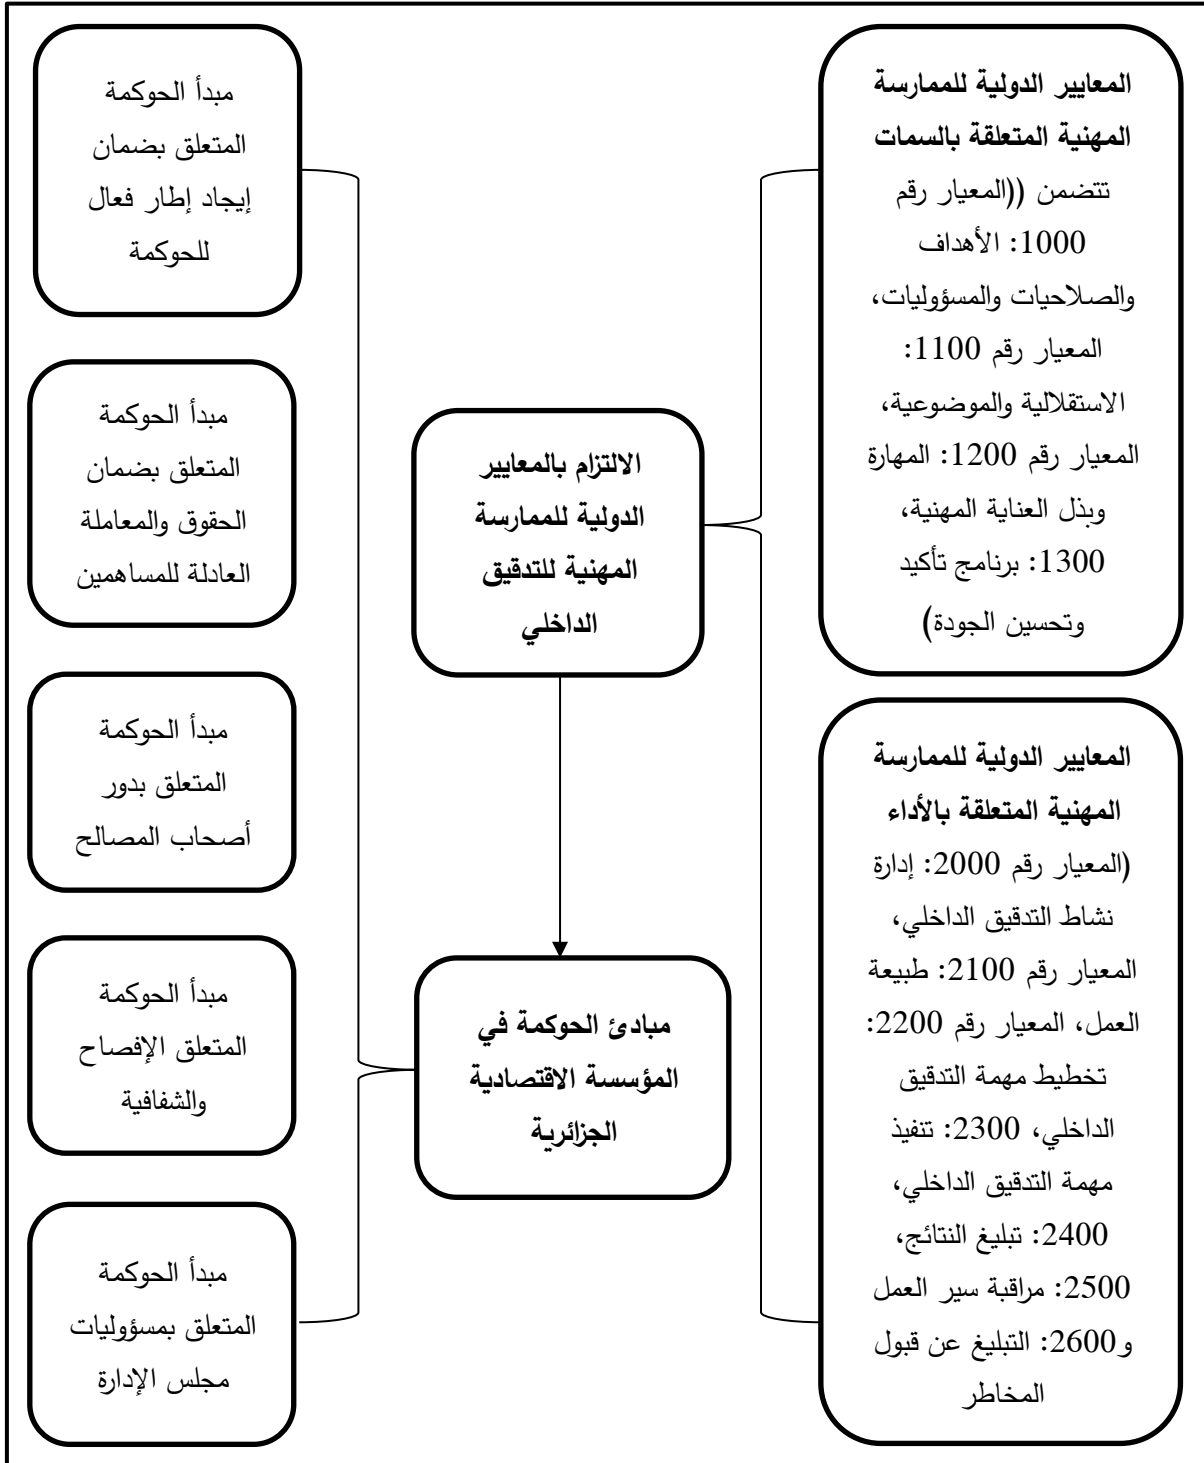 المعايير الدولية للممارسة
المهنية المتعلقة بالسمات
تتضمن ((المعيار رقم
1000: الأهداف
والصلاحيات والمسؤوليات،
المعيار رقم 1100:
الاستقلالية والموضوعية،
المعيار رقم 1200: المهارة
وبذل العناية المهنية،
1300: برنامج تأكيد
وتحسين الجودة)
المعايير الدولية للممارسة
المهنية المتعلقة بالأداء
(المعيار رقم 2000: إدارة
نشاط التدقيق الداخلي،
المعيار رقم 2100: طبيعة
العمل، المعيار رقم 2200:
تخطيط مهمة التدقيق
الداخلي، 2300: تنفيذ
مهمة التدقيق الداخلي،
2400: تبليغ النتائج،
2500: مراقبة سير العمل
و2600: التبليغ عن قبول
المخاطر
الالتزام بالمعايير
الدولية للممارسة
المهنية للتدقيق
الداخلي
مبادئ الحوكمة في
المؤسسة الاقتصادية
الجزائرية
مبدأ الحوكمة
المتعلق بضمان
إيجاد إطار فعال
للحوكمة
مبدأ الحوكمة
المتعلق بضمان
الحقوق والمعاملة
العادلة للمساهمين
مبدأ الحوكمة
المتعلق بدور
أصحاب المصالح
مبدأ الحوكمة
المتعلق الإفصاح
والشفافية
مبدأ الحوكمة
المتعلق بمسؤوليات
مجلس الإدارة